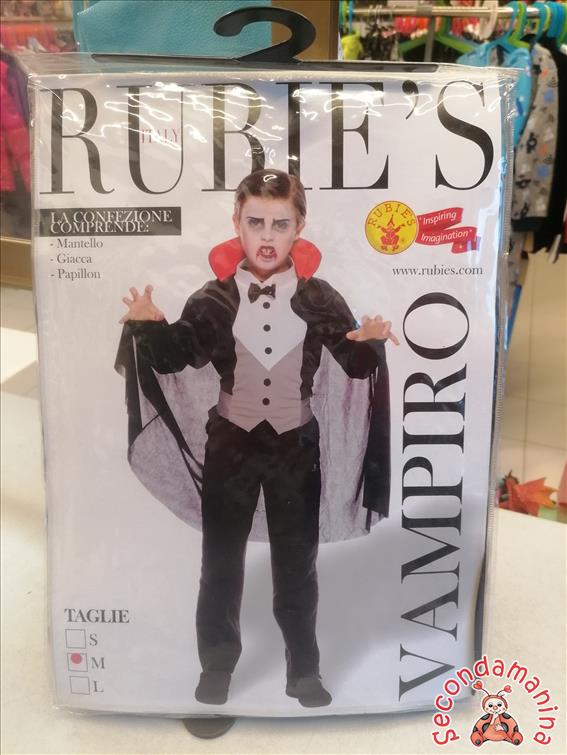 RUBIE'S
ITALY
LA CONFEZIONE
COMPRENDE:
- Mantello
- Giacca
- Papillon
RUBIE'S
"Inspiring
Imagination"
www.rubies.com
VAMPIRO
TAGLIE
S
M
L
secondamanina